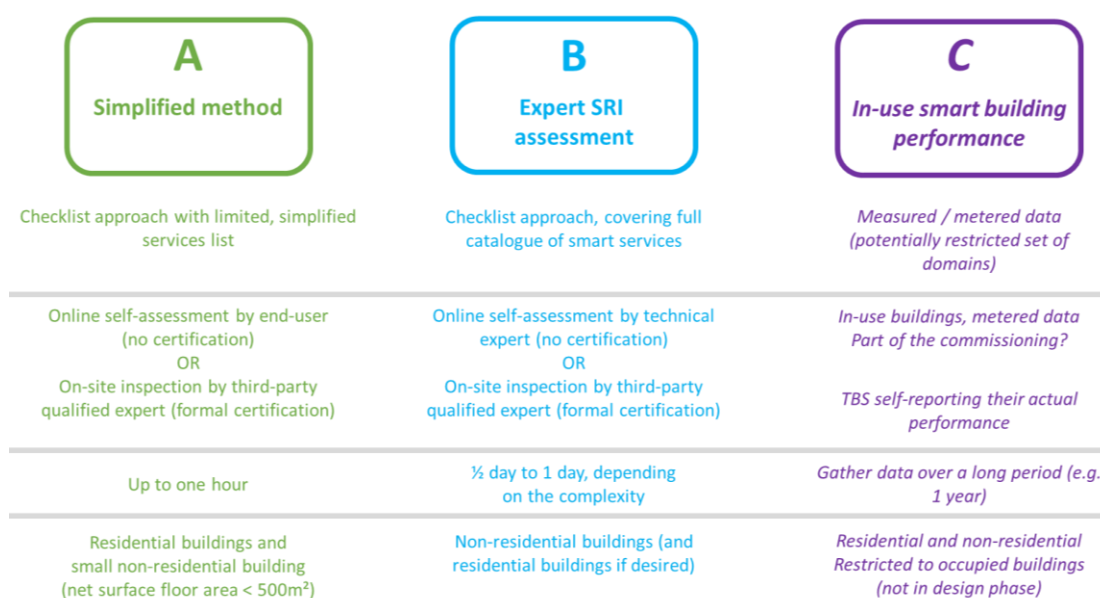 A
Simplified method
B
Expert SRI
assessment
C
In-use smart building
performance
Checklist approach with limited, simplified
services list
Checklist approach, covering full
catalogue of smart services
Measured / metered data
(potentially restricted set of
domains)
Online self-assessment by end-user
(no certification)
OR
On-site inspection by third-party
qualified expert (formal certification)
Online self-assessment by technical
expert (no certification)
OR
On-site inspection by third-party
qualified expert (formal certification)
In-use buildings, metered data
Part of the commissioning?
TBS self-reporting their actual
performance
Up to one hour
½ day to 1 day, depending
on the complexity
Gather data over a long period (e.g.
1 year)
Residential buildings and
small non-residential building
(net surface floor area < 500m²)
Non-residential buildings (and
residential buildings if desired)
Residential and non-residential
Restricted to occupied buildings
(not in design phase)